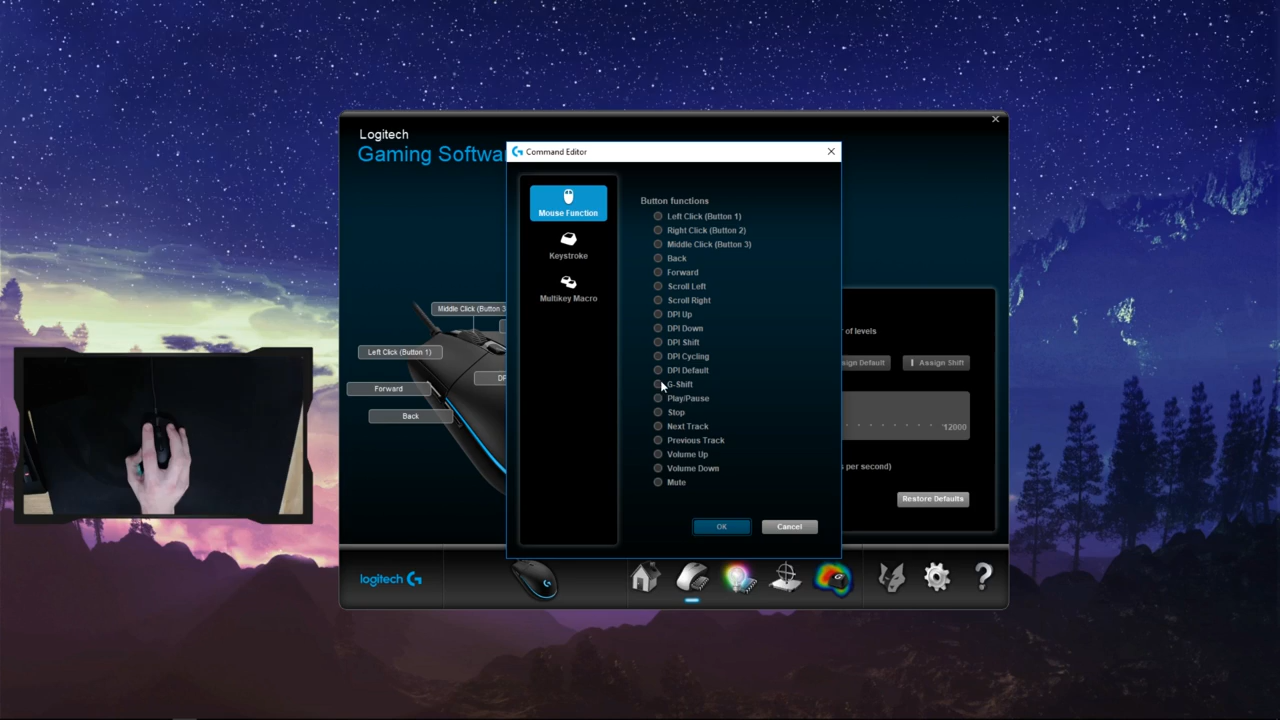 Logitech
Gaming Softwa
Command Editor
Mouse Function
Keystroke
Multikey Macro
Button functions
Left Click (Button 1)
Right Click (Button 2)
Middle Click (Button 3)
Back
Forward
Scroll Left
Scroll Right
DPI Up
DPI Down
DPI Shift
DPI Cycling
DPI Default
G-Shift
Play/Pause
Stop
Next Track
Previous Track
Volume Up
Volume Down
Mute
OK
Cancel
Middle Click (Button 3
Left Click (Button 1)
Forward
DP
Back
of levels
sign Default
Assign Shift
12000
s per second)
Restore Defaults
logitech G